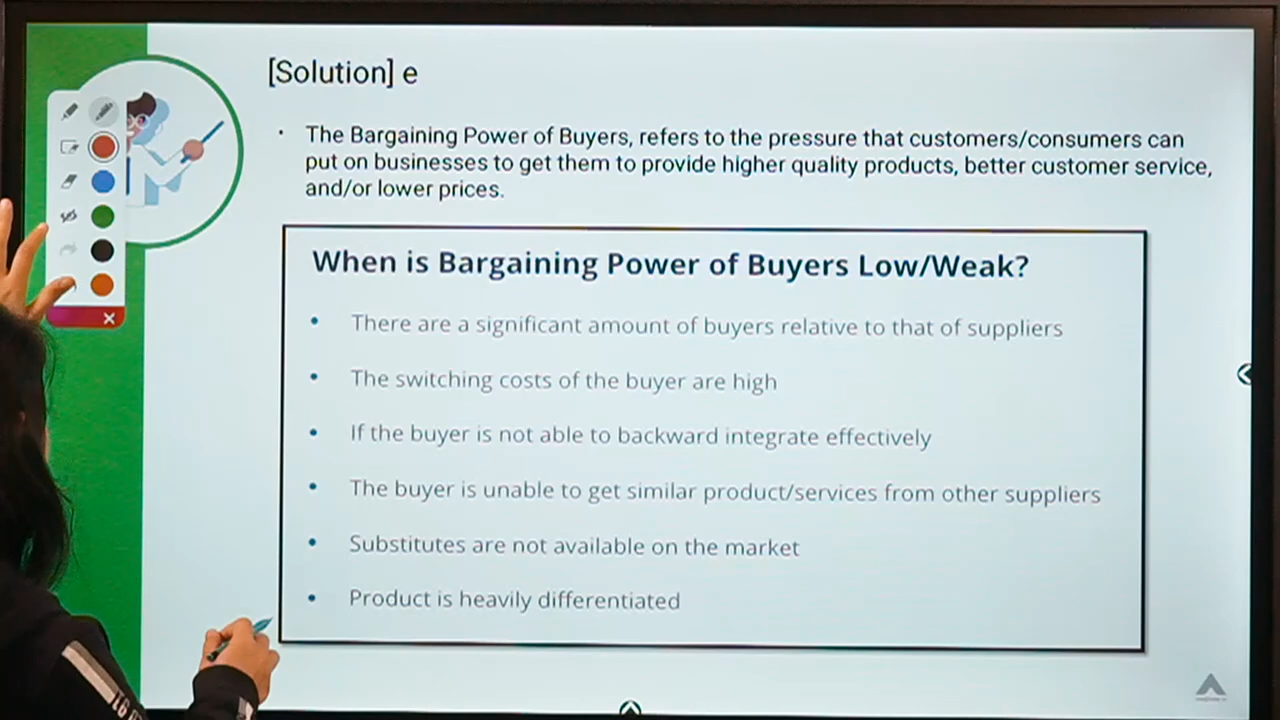 [Solution] e
• The Bargaining Power of Buyers, refers to the pressure that customers/consumers can
put on businesses to get them to provide higher quality products, better customer service,
and/or lower prices.
When is Bargaining Power of Buyers Low/Weak?
• There are a significant amount of buyers relative to that of suppliers
• The switching costs of the buyer are high
• If the buyer is not able to backward integrate effectively
• The buyer is unable to get similar product/services from other suppliers
• Substitutes are not available on the market
• Product is heavily differentiated